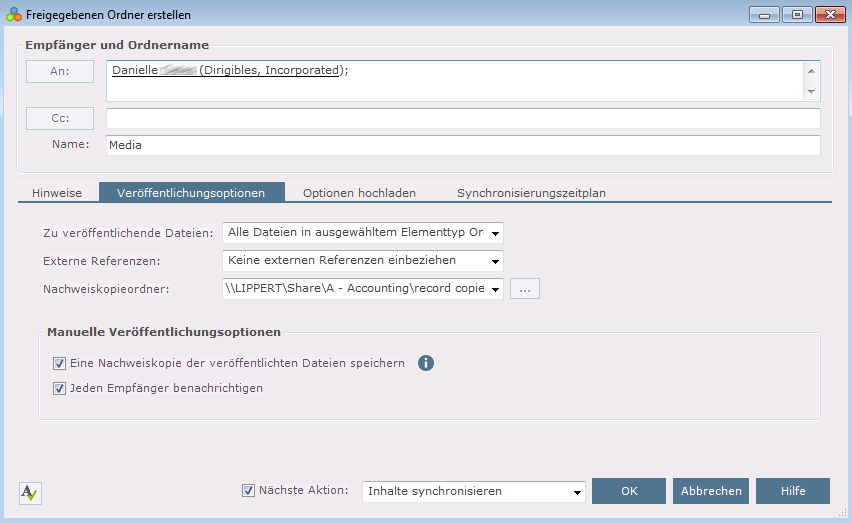 Freigegebenen Ordner erstellen
Empfänger und Ordnername
An: Danielle (Dirigibles, Incorporated);
Cc:
Name: Media
Hinweise Veröffentlichungsoptionen Optionen hochladen Synchronisierungszeitplan
Zu veröffentlichende Dateien: Alle Dateien in ausgewähltem Elementtyp Or
Externe Referenzen: Keine externen Referenzen einbeziehen
Nachweiskopieordner: \\LIPPERT\Share\A - Accounting\record copie ...
Manuelle Veröffentlichungsoptionen
Eine Nachweiskopie der veröffentlichten Dateien speichern i
Jeden Empfänger benachrichtigen
A Nächste Aktion: Inhalte synchronisieren OK Abbrechen Hilfe